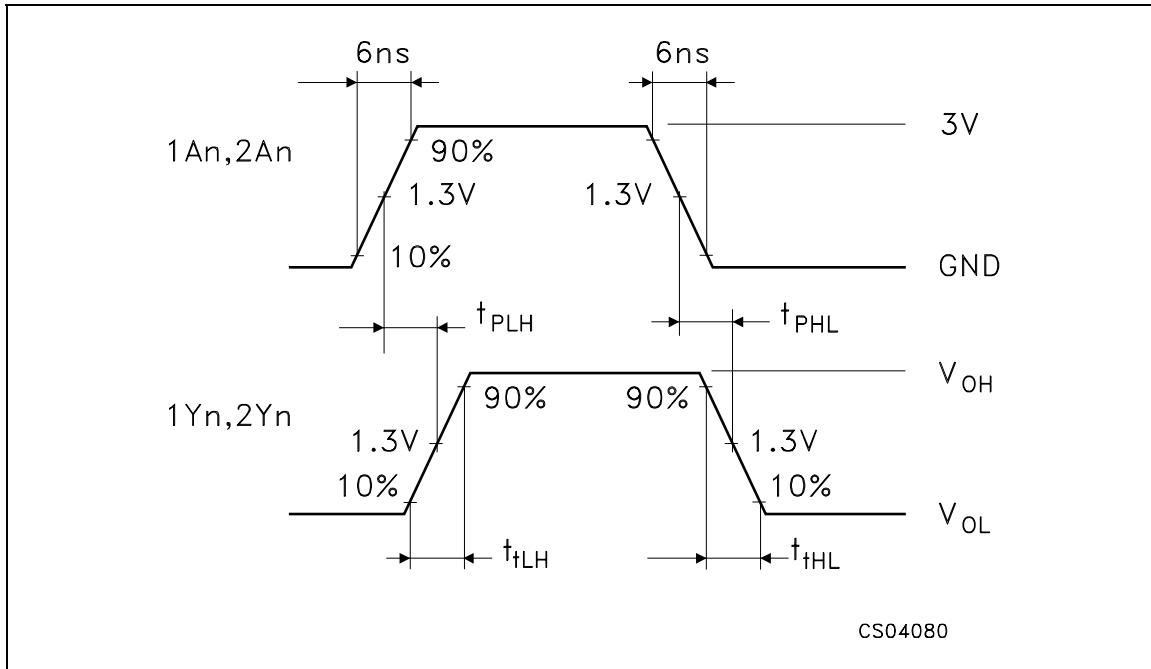 6ns 6ns
1An,2An 90% 3V
1.3V 1.3V
10% GND
tPLH tPHL
1Yn,2Yn 90% 90% VOH
1.3V 1.3V
10% 10% VOL
ttLH ttHL
CS04080